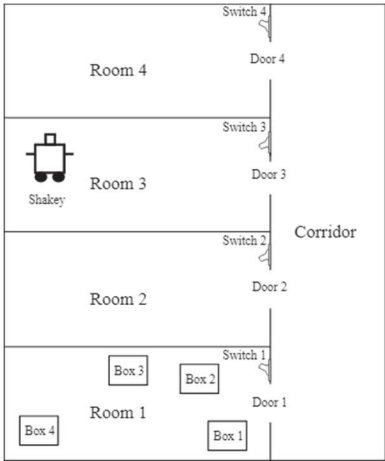 Switch 4
Door 4
Room 4
Switch 3
Door 3
Room 3
Shakey
Corridor
Switch 2
Door 2
Room 2
Switch 1
Box 3
Box 2
Door 1
Room 1
Box 4
Box 1